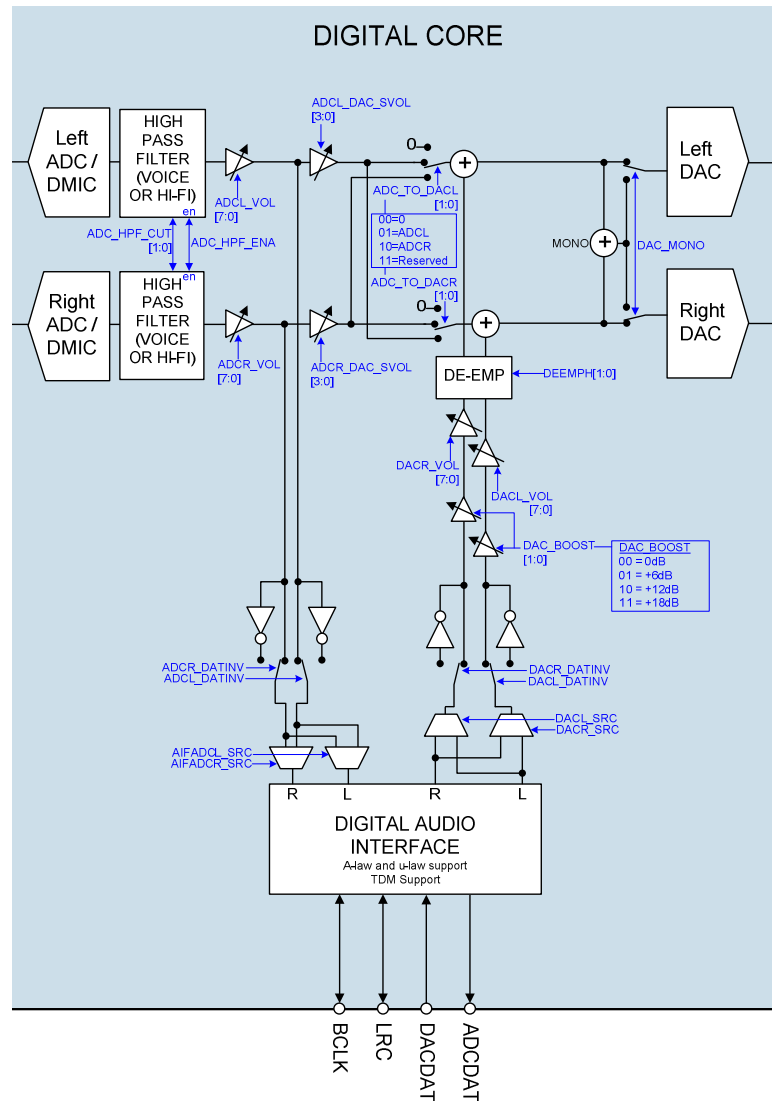 DIGITAL CORE
Left
ADC /
DMIC
HIGH
PASS
FILTER
(VOICE
OR HI-FI)
en
ADCL_VOL
[7:0]
ADCL_DAC_SVOL
[3:0]
0
ADC_TO_DACL
[1:0]
00=0
01=ADCL
10=ADCR
11=Reserved
ADC_TO_DACR
[1:0]
0
Left
DAC
MONO
DAC_MONO
ADC_HPF_CUT
[1:0]
ADC_HPF_ENA
Right
ADC /
DMIC
en
HIGH
PASS
FILTER
(VOICE
OR HI-FI)
ADCR_VOL
[7:0]
ADCR_DAC_SVOL
[3:0]
Right
DAC
DE-EMP
DEEMPH[1:0]
DACR_VOL
[7:0]
DACL_VOL
[7:0]
DAC_BOOST
[1:0]
DAC_BOOST
00 = 0dB
01 = +6dB
10 = +12dB
11 = +18dB
ADCR_DATINV
ADCL_DATINV
DACR_DATINV
DACL_DATINV
DACL_SRC
DACR_SRC
AIFADCL_SRC
AIFADCR_SRC
R
L
R
L
DIGITAL AUDIO
INTERFACE
A-law and u-law support
TDM Support
BCLK
LRC
DACDAT
ADCDAT